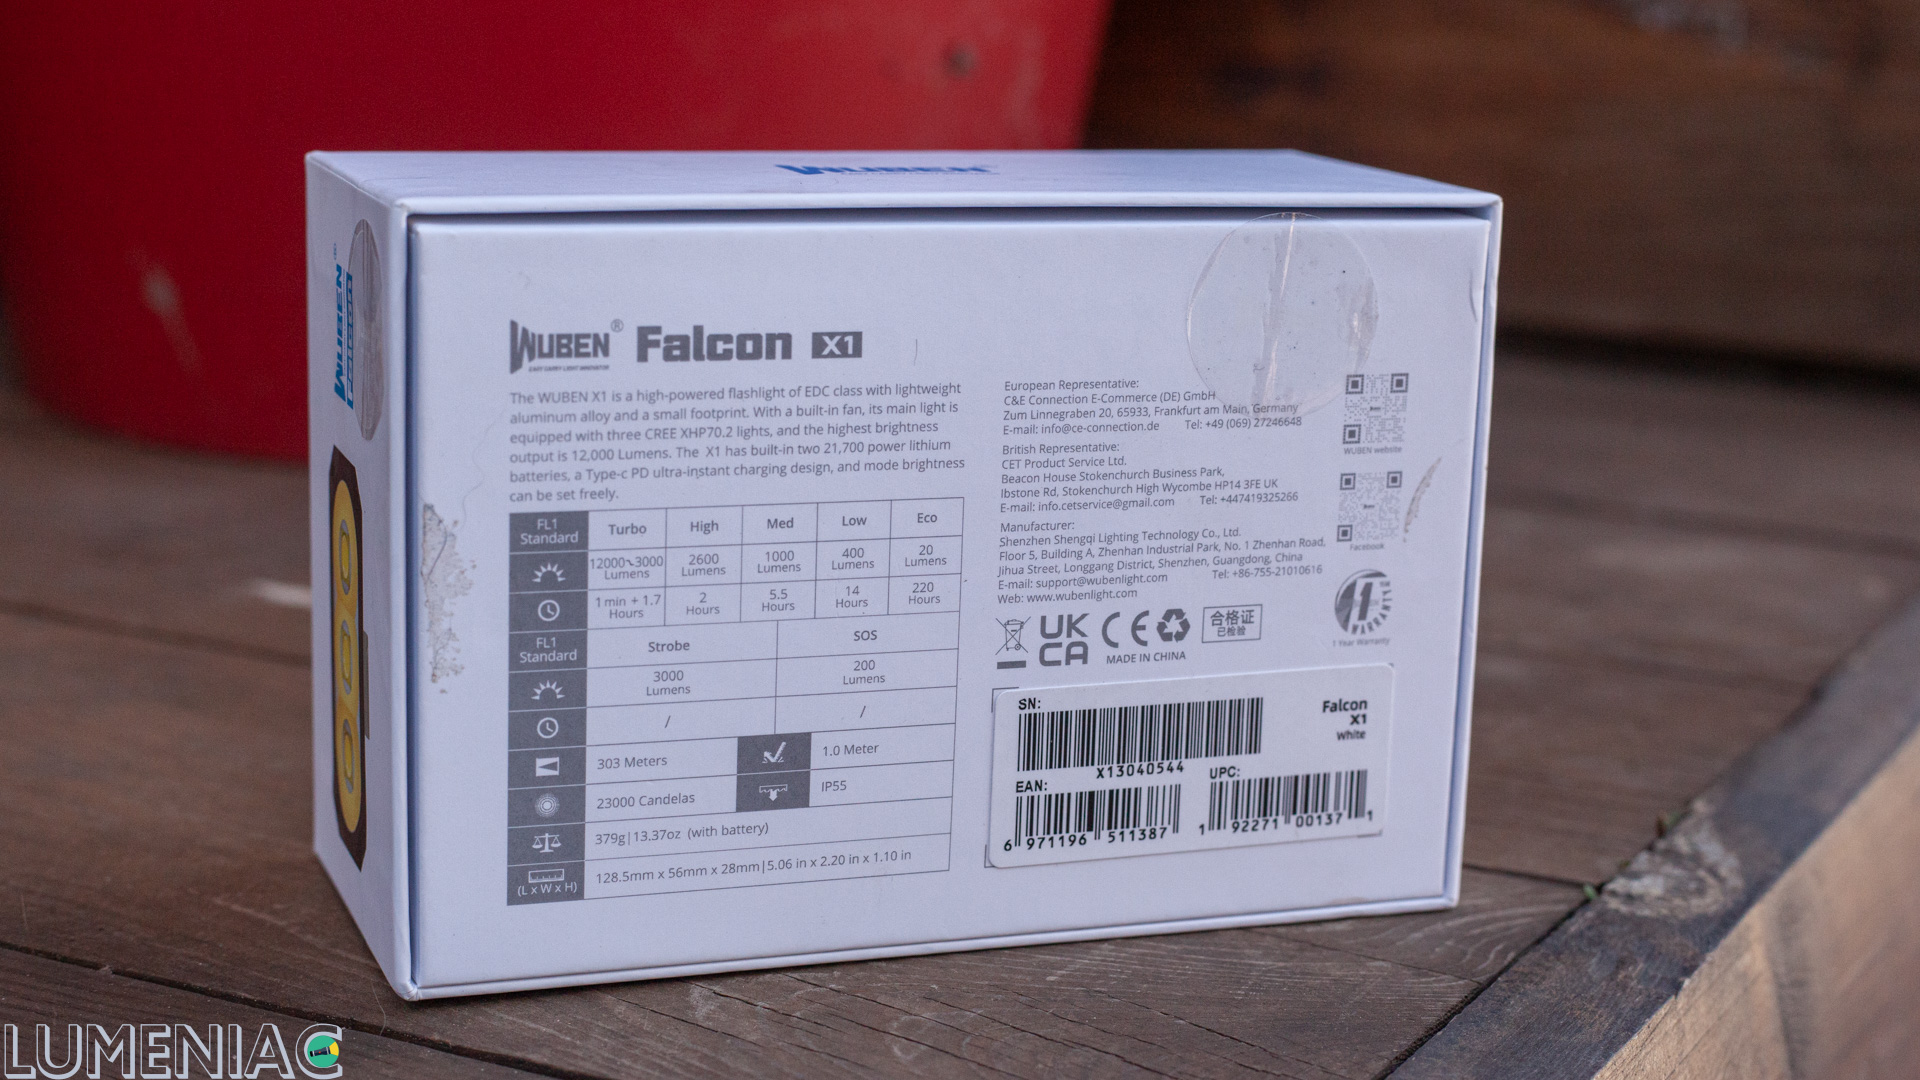 WUBEN
WUBEN®
Falcon
WUBEN® Falcon X1
EASY CARRY LIGHT INNOVATOR
The WUBEN X1 is a high-powered flashlight of EDC class with lightweight
aluminum alloy and a small footprint. With a built-in fan, its main light is
equipped with three CREE XHP70.2 lights, and the highest brightness
output is 12,000 Lumens. The X1 has built-in two 21,700 power lithium
batteries, a Type-c PD ultra-instant charging design, and mode brightness
can be set freely.
FL1 Standard Turbo High Med Low Eco
12000~3000 Lumens 2600 Lumens 1000 Lumens 400 Lumens 20 Lumens
1 min + 1.7 Hours 2 Hours 5.5 Hours 14 Hours 220 Hours
FL1 Standard Strobe SOS
3000 Lumens 200 Lumens
/ /
303 Meters 1.0 Meter
23000 Candelas IP55
379g|13.37oz (with battery)
(L x W x H) 128.5mm x 56mm x 28mm|5.06 in x 2.20 in x 1.10 in
European Representative:
C&E Connection E-Commerce (DE) GmbH
Zum Linnegraben 20, 65933, Frankfurt am Main, Germany
E-mail: info@ce-connection.de Tel: +49 (069) 27246648
British Representative:
CET Product Service Ltd.
Beacon House Stokenchurch Business Park,
Ibstone Rd, Stokenchurch High Wycombe HP14 3FE UK
E-mail: info.cetservice@gmail.com Tel: +447419325266
Manufacturer:
Shenzhen Shengqi Lighting Technology Co., Ltd.
Floor 5, Building A, Zhenhan Industrial Park, No. 1 Zhenhan Road,
Jihua Street, Longgang District, Shenzhen, Guangdong, China
E-mail: support@wubenlight.com Tel: +86-755-21010616
Web: www.wubenlight.com
WUBEN website
Facebook
1 YEAR WARRANTY
1 Year Warranty
UK
CA
CE
MADE IN CHINA
合格证
已检验
SN:
X13040544
Falcon
X1
White
EAN:
6 971196 511387
UPC:
1 92271 00137 1
LUMENIAC